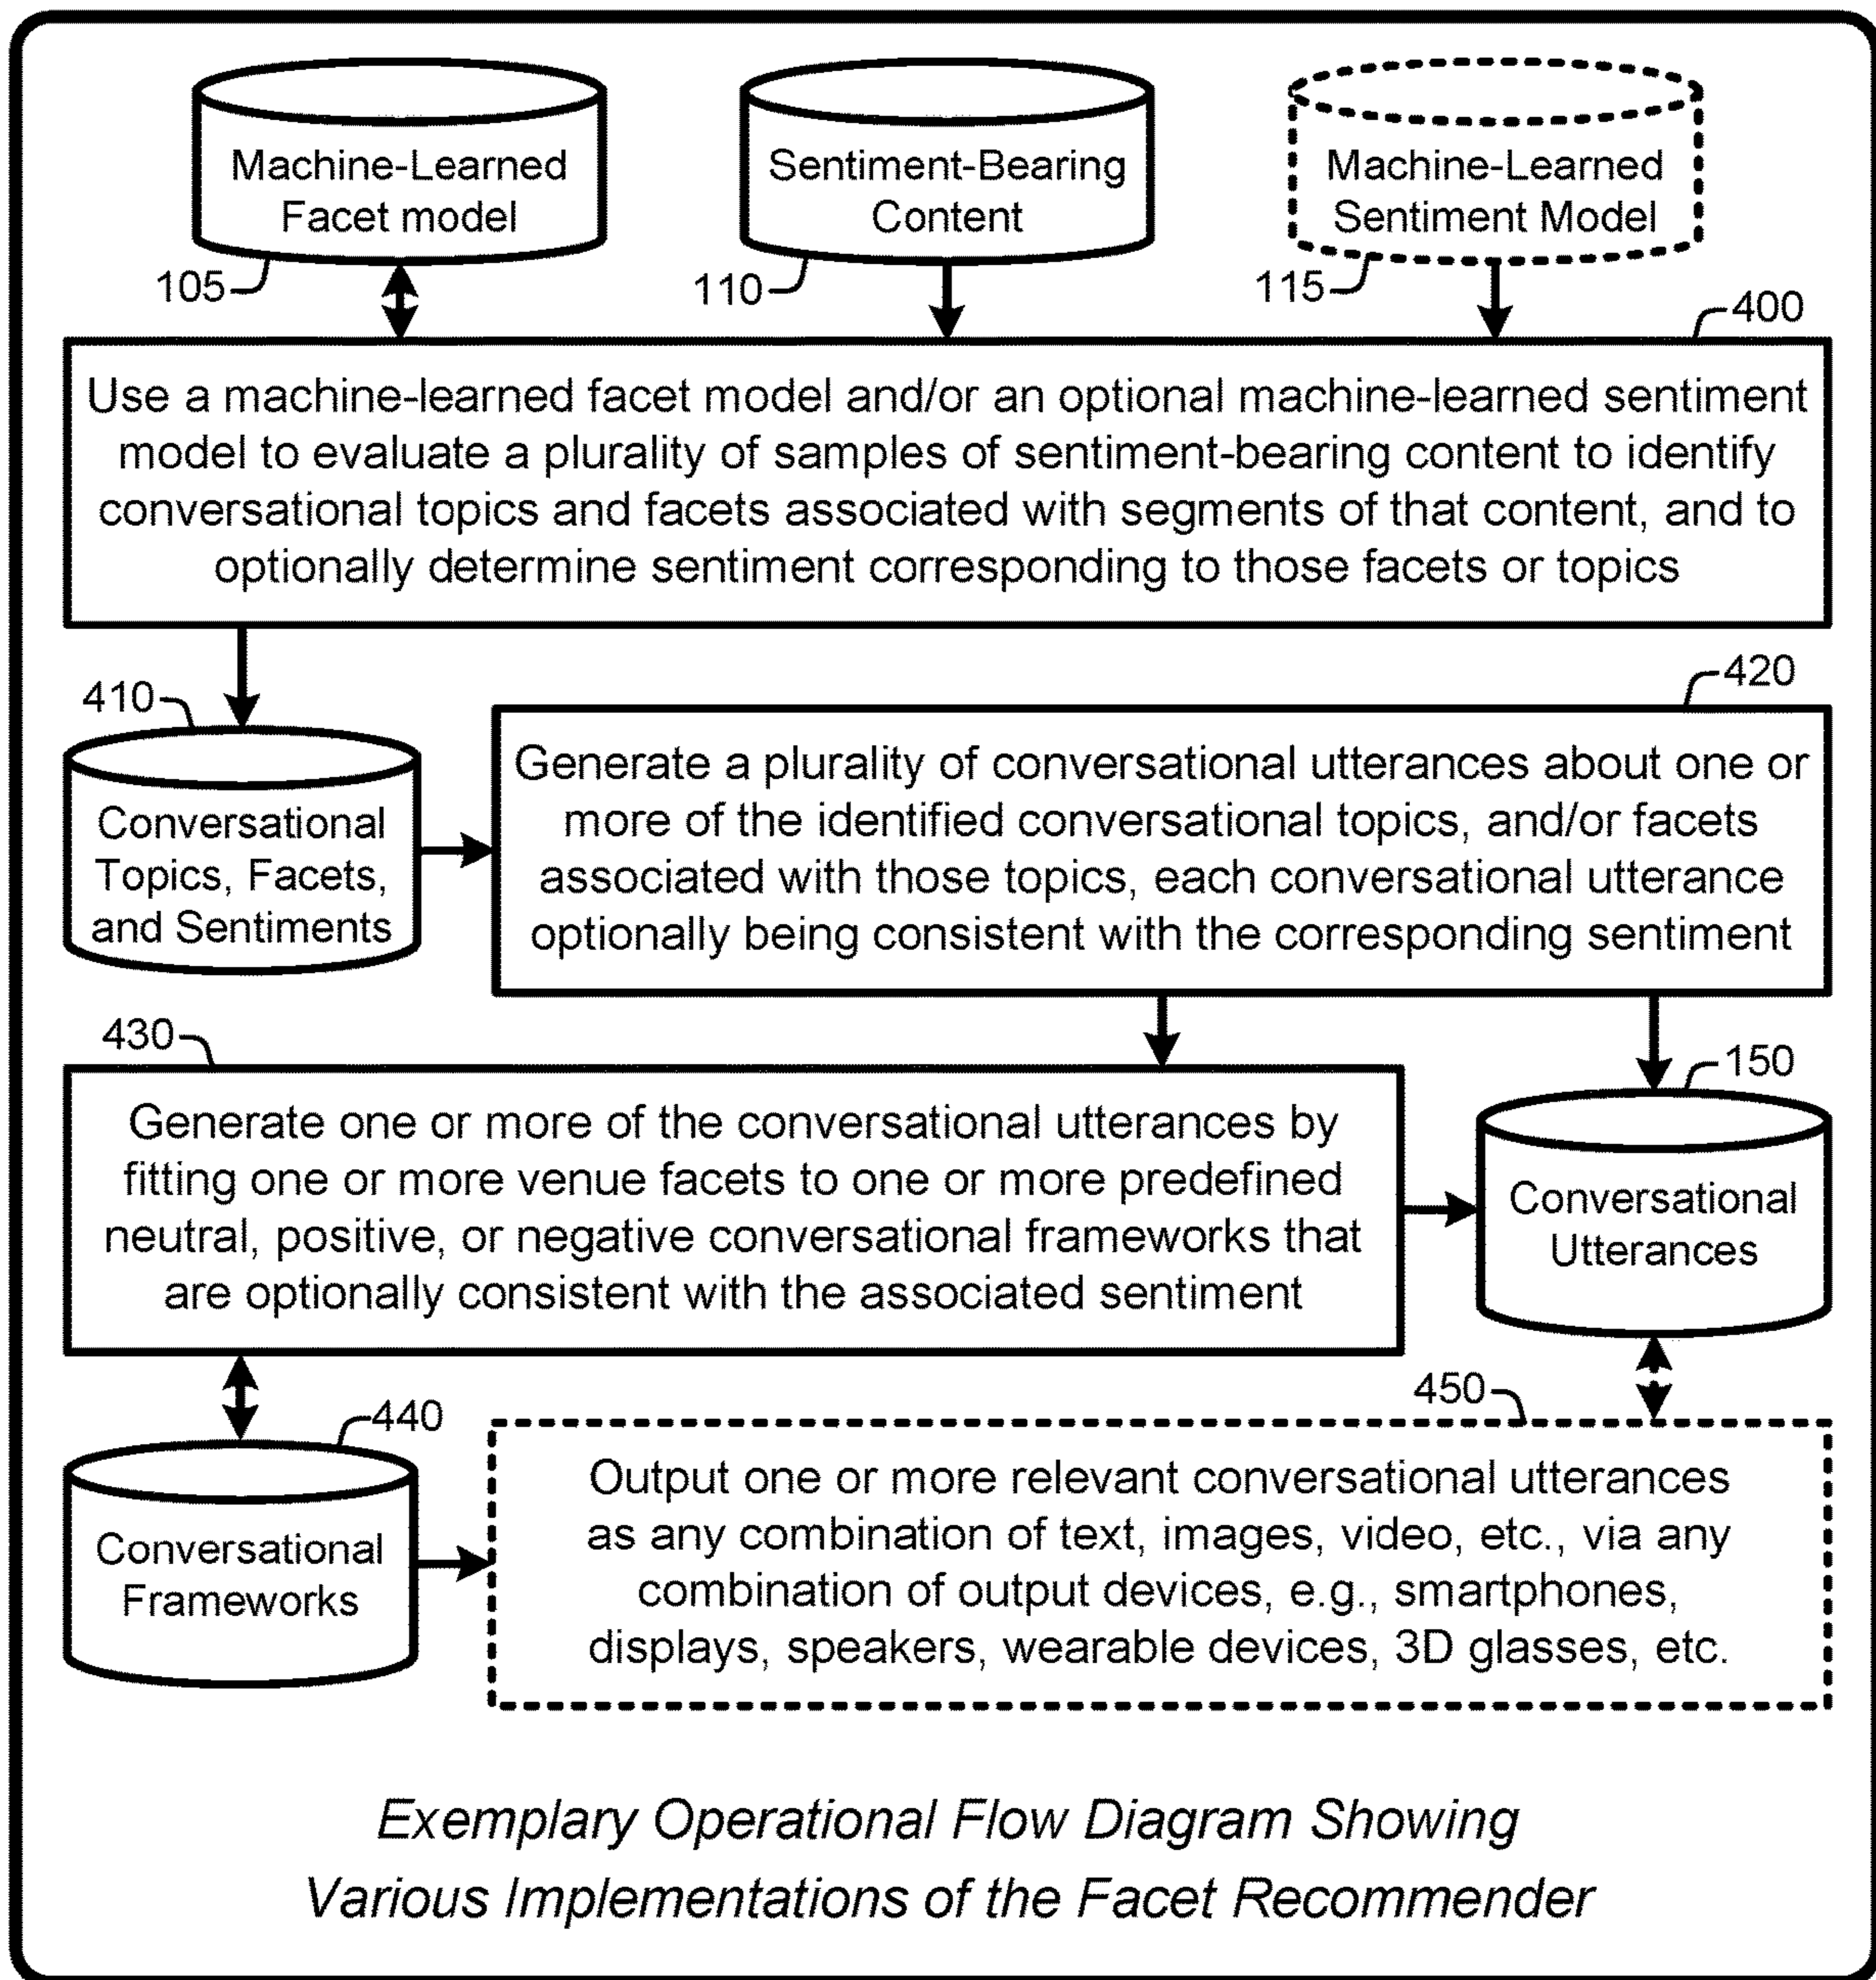 Machine-Learned
Facet model
Sentiment-Bearing
Content
Machine-Learned
Sentiment Model
105
110
115
400
Use a machine-learned facet model and/or an optional machine-learned sentiment
model to evaluate a plurality of samples of sentiment-bearing content to identify
conversational topics and facets associated with segments of that content, and to
optionally determine sentiment corresponding to those facets or topics
410
420
Conversational
Topics, Facets,
and Sentiments
Generate a plurality of conversational utterances about one or
more of the identified conversational topics, and/or facets
associated with those topics, each conversational utterance
optionally being consistent with the corresponding sentiment
430
150
Generate one or more of the conversational utterances by
fitting one or more venue facets to one or more predefined
neutral, positive, or negative conversational frameworks that
are optionally consistent with the associated sentiment
Conversational
Utterances
440
450
Conversational
Frameworks
Output one or more relevant conversational utterances
as any combination of text, images, video, etc., via any
combination of output devices, e.g., smartphones,
displays, speakers, wearable devices, 3D glasses, etc.
Exemplary Operational Flow Diagram Showing
Various Implementations of the Facet Recommender